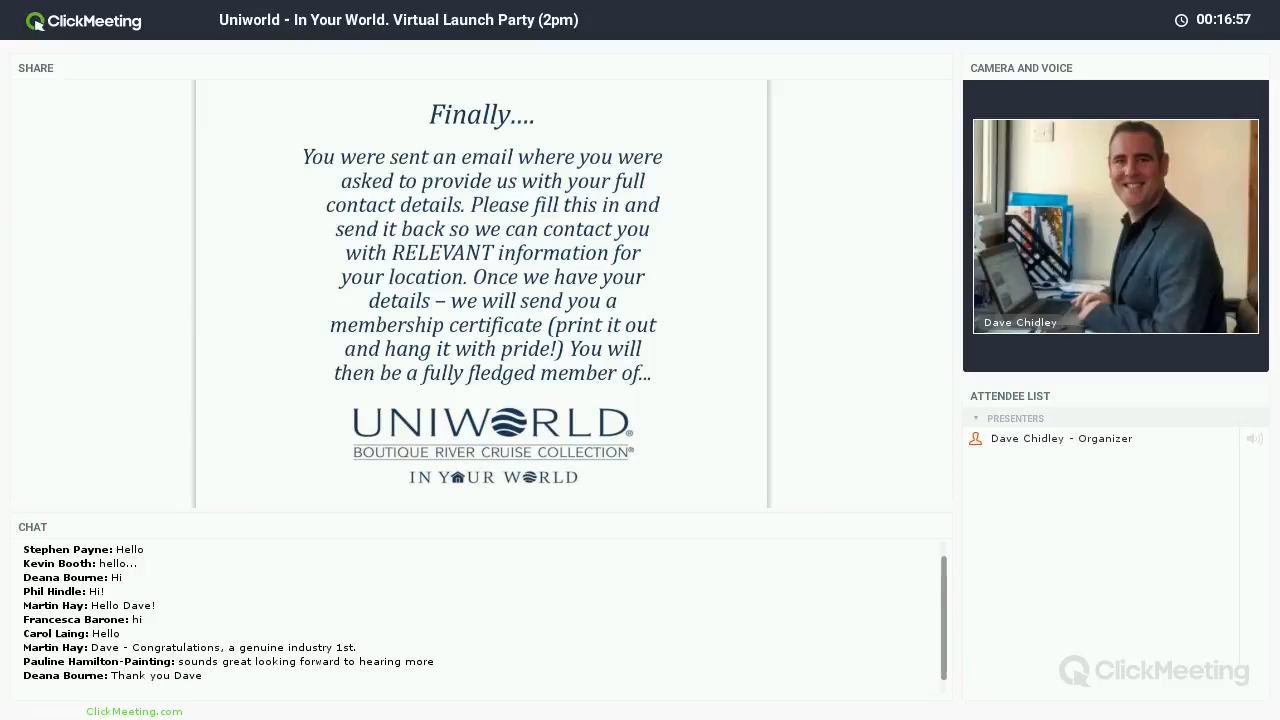 ClickMeeting
Uniworld - In Your World. Virtual Launch Party (2pm)
00:16:57
SHARE
Finally....
You were sent an email where you were
asked to provide us with your full
contact details. Please fill this in and
send it back so we can contact you
with RELEVANT information for
your location. Once we have your
details – we will send you a
membership certificate (print it out
and hang it with pride!) You will
then be a fully fledged member of...
UNIWORLD®
BOUTIQUE RIVER CRUISE COLLECTION®
IN YOUR WORLD
CAMERA AND VOICE
Dave Chidley
ATTENDEE LIST
PRESENTERS
Dave Chidley - Organizer
CHAT
Stephen Payne: Hello
Kevin Booth: hello...
Deana Bourne: Hi
Phil Hindle: Hi!
Martin Hay: Hello Dave!
Francesca Barone: hi
Carol Laing: Hello
Martin Hay: Dave - Congratulations, a genuine industry 1st.
Pauline Hamilton-Painting: sounds great looking forward to hearing more
Deana Bourne: Thank you Dave
ClickMeeting
ClickMeeting.com